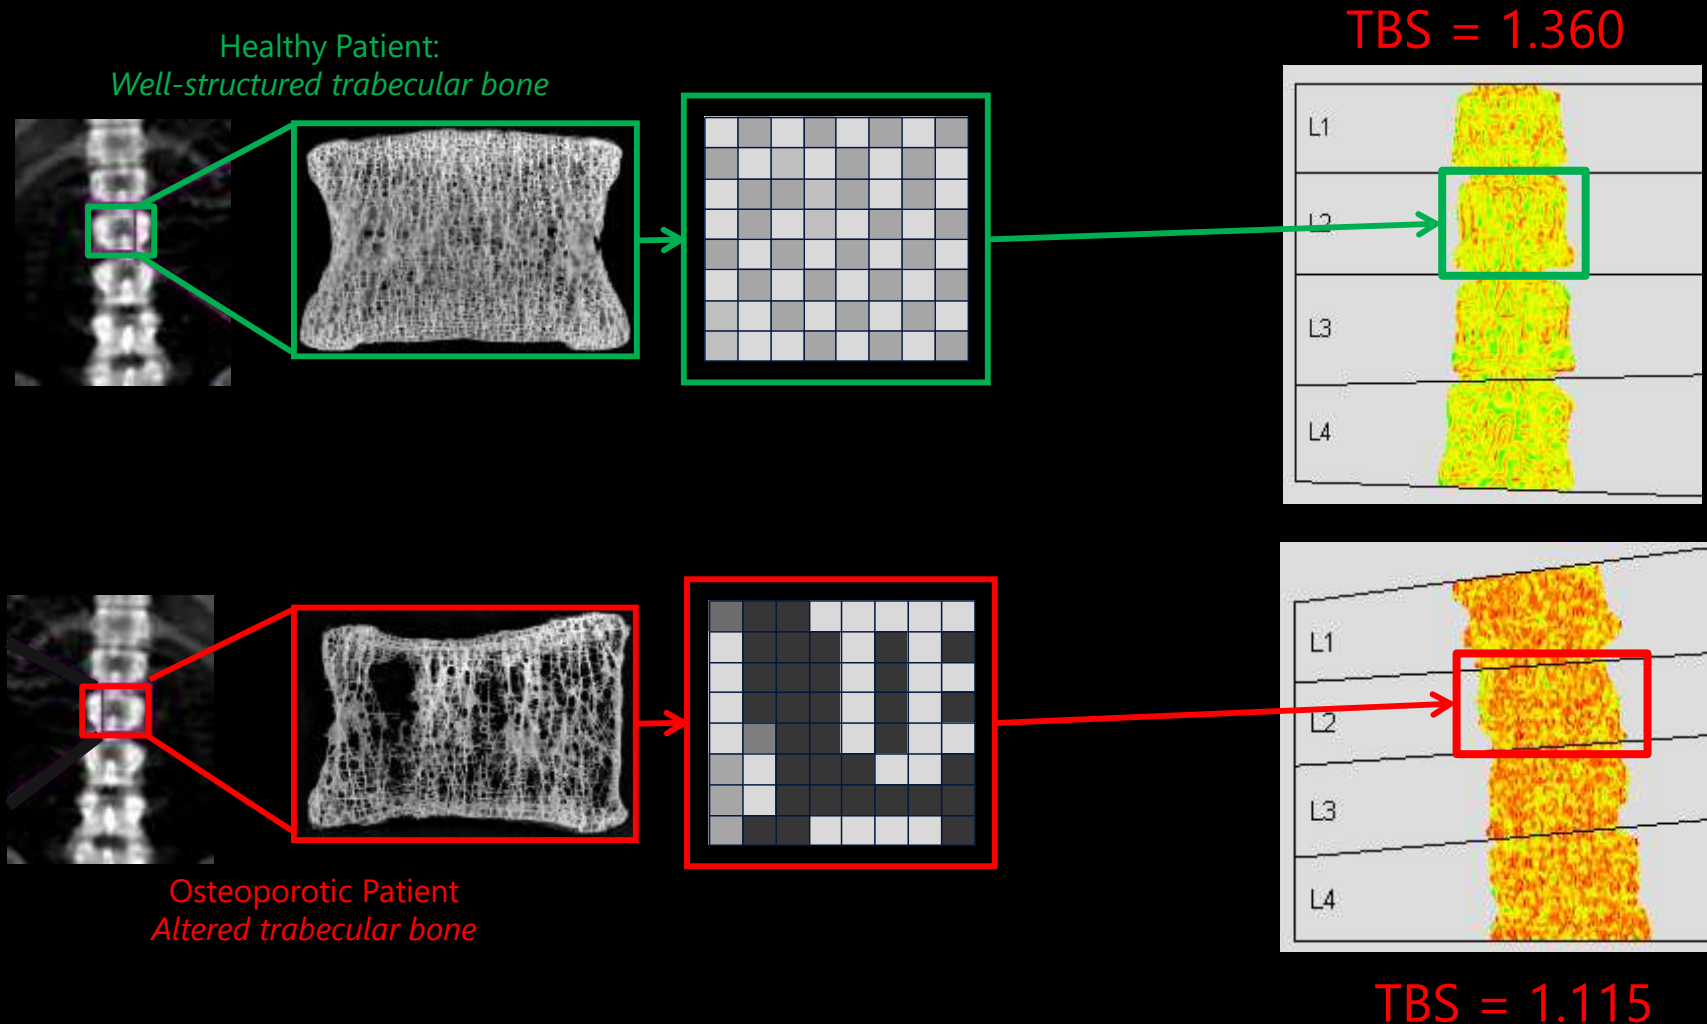 TBS = 1.360
Healthy Patient:
Well-structured trabecular bone
L1
L2
L3
L4
L1
L2
L3
L4
Osteoporotic Patient
Altered trabecular bone
TBS = 1.115